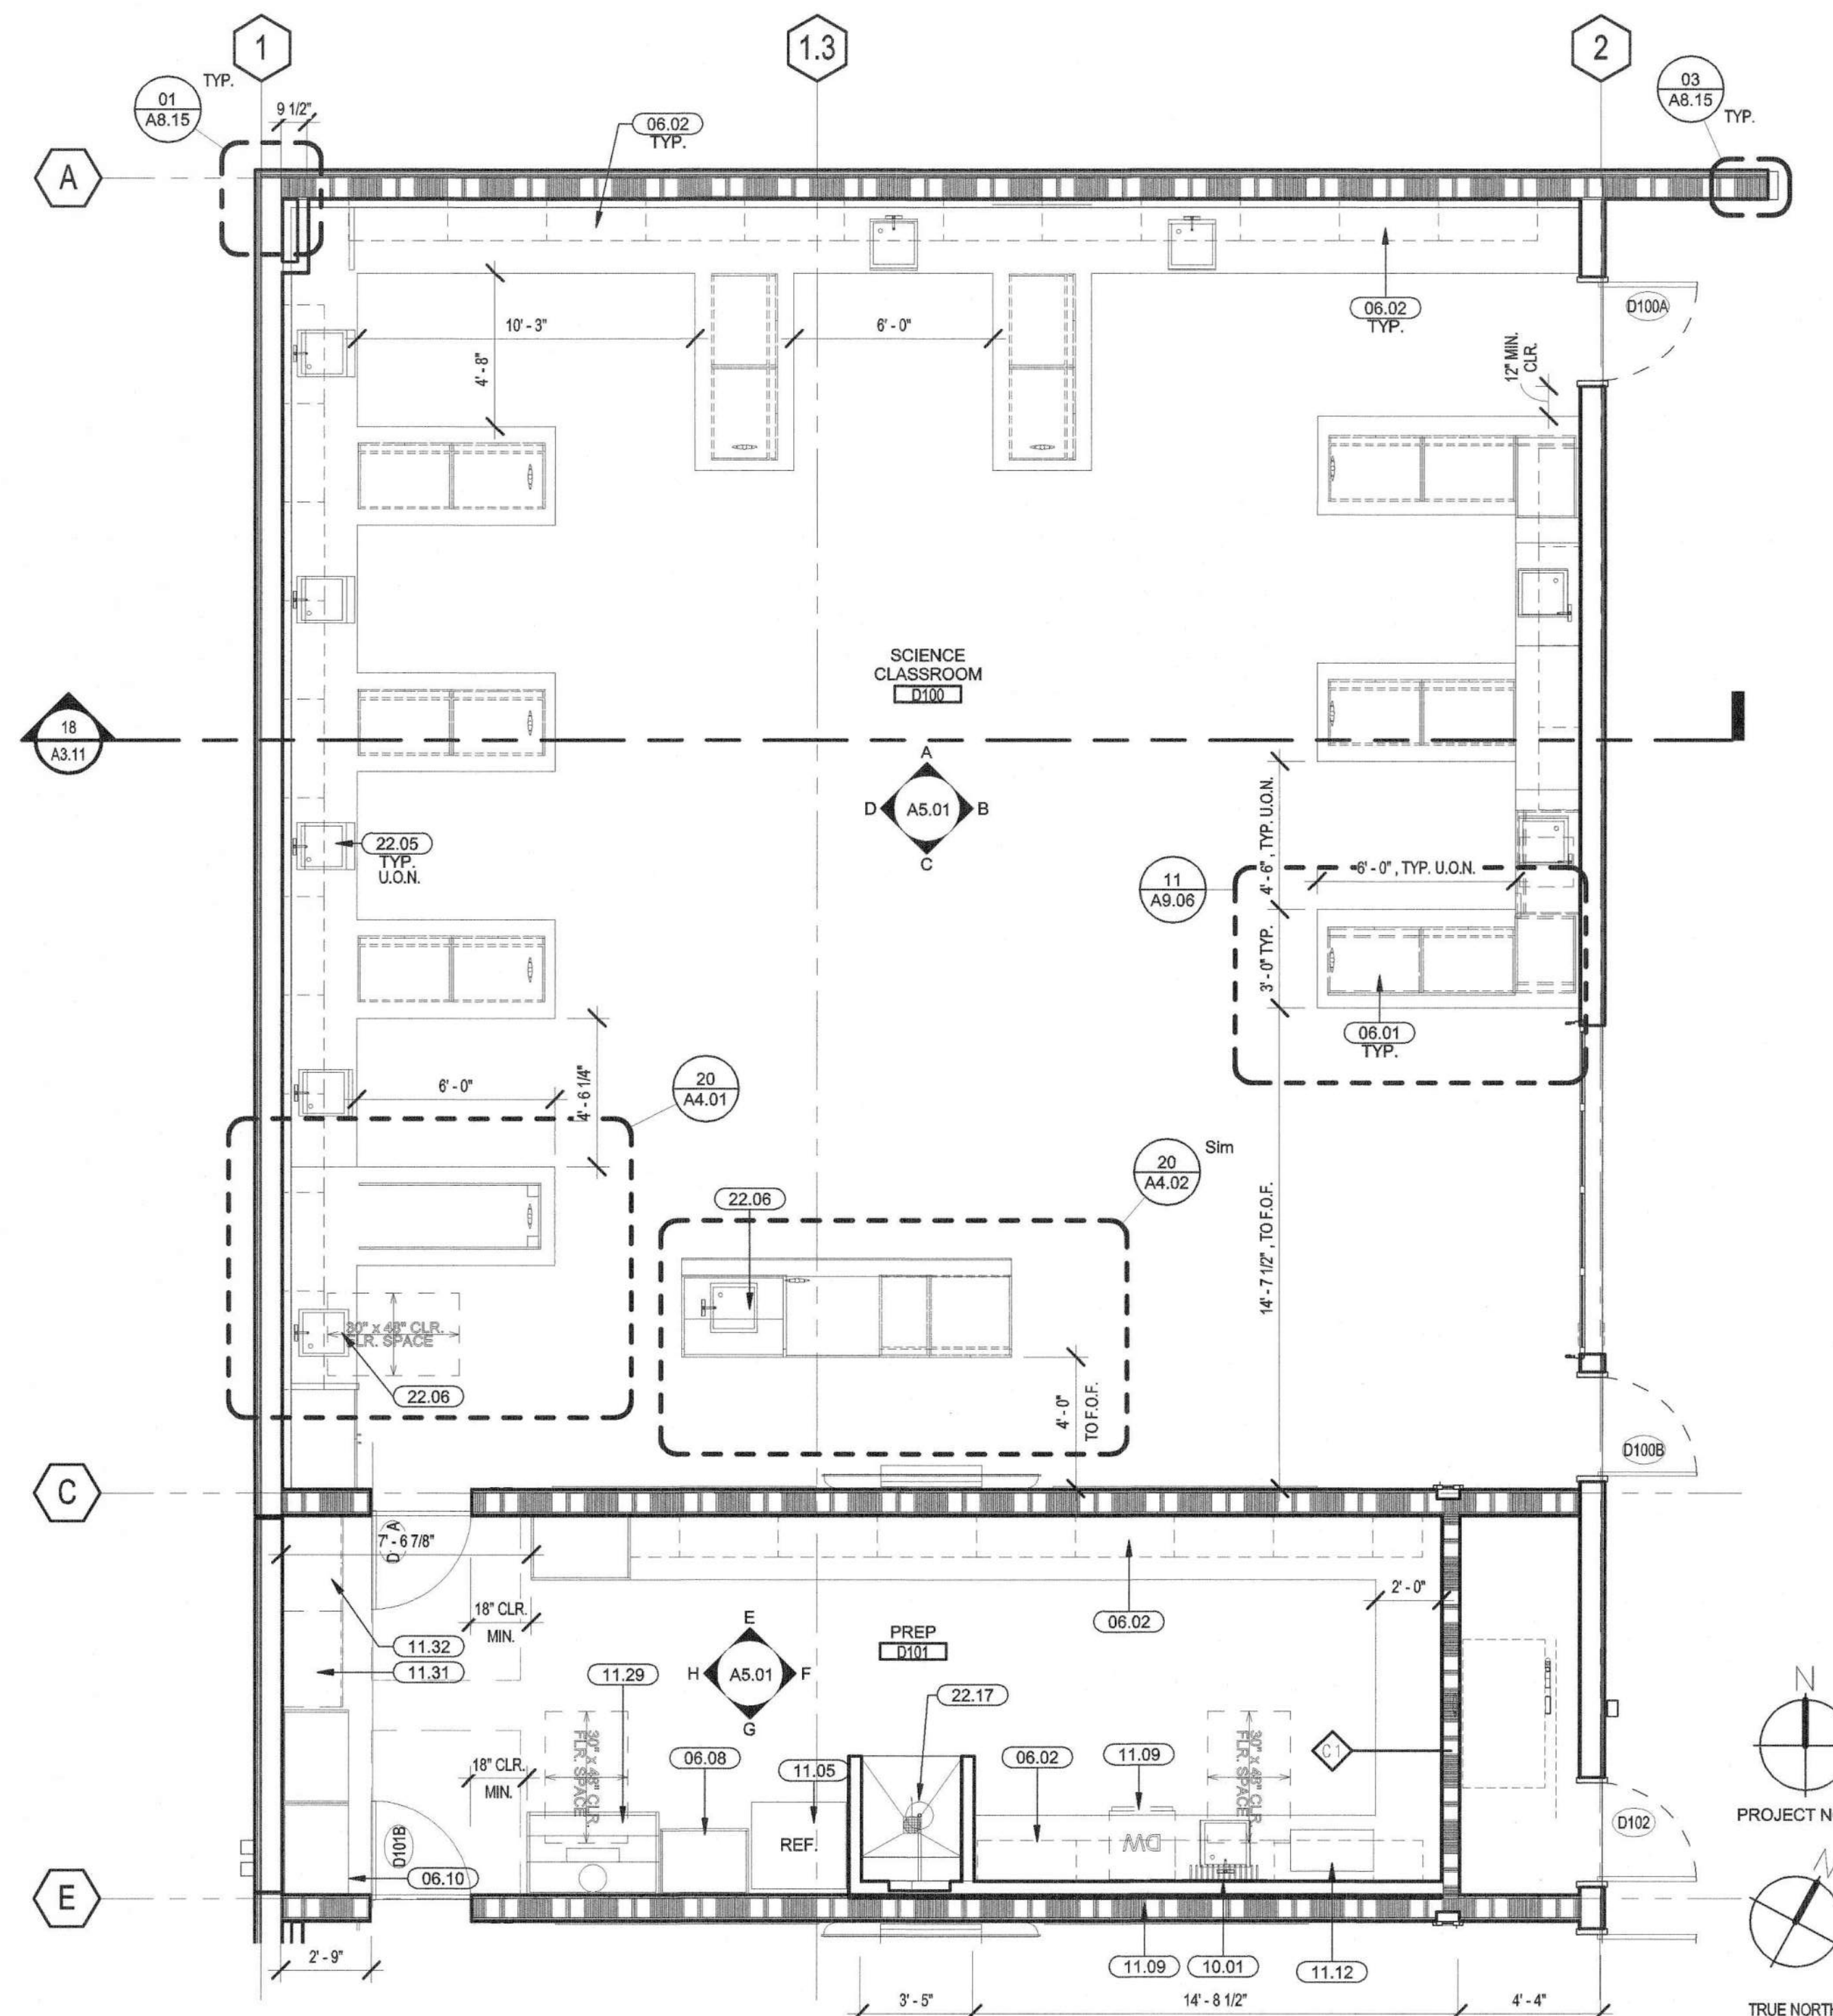 1
1.3
2
TYP.
01
A8.15
9 1/2"
06.02
TYP.
03
A8.15
TYP.
A
10' - 3"
6' - 0"
4' - 8"
06.02
TYP.
D100A
12" MIN.
CLR.
SCIENCE
CLASSROOM
D100
18
A3.11
A
D
A5.01
B
C
22.05
TYP.
U.O.N.
4' - 6" , TYP. U.O.N.
11
A9.06
6' - 0" , TYP. U.O.N.
3' - 0" TYP.
06.01
TYP.
6' - 0"
4' - 6 1/4"
20
A4.01
20
A4.02
Sim
22.06
14' - 7 1/2" , TO F.O.F.
30" x 48" CLR.
FLR. SPACE
22.06
4' - 0"
TO F.O.F.
D100B
C
7' - 6 7/8"
18" CLR.
MIN.
11.32
11.31
E
H
A5.01
F
G
PREP
D101
06.02
2' - 0"
11.29
22.17
N
18" CLR.
MIN.
30" x 48" CLR.
FLR. SPACE
06.08
11.05
06.02
11.09
30" x 48" CLR.
FLR. SPACE
C1
PROJECT N
D101B
REF.
DW
D102
06.10
N
E
2' - 9"
11.09
10.01
11.12
3' - 5"
14' - 8 1/2"
4' - 4"
TRUE NORT